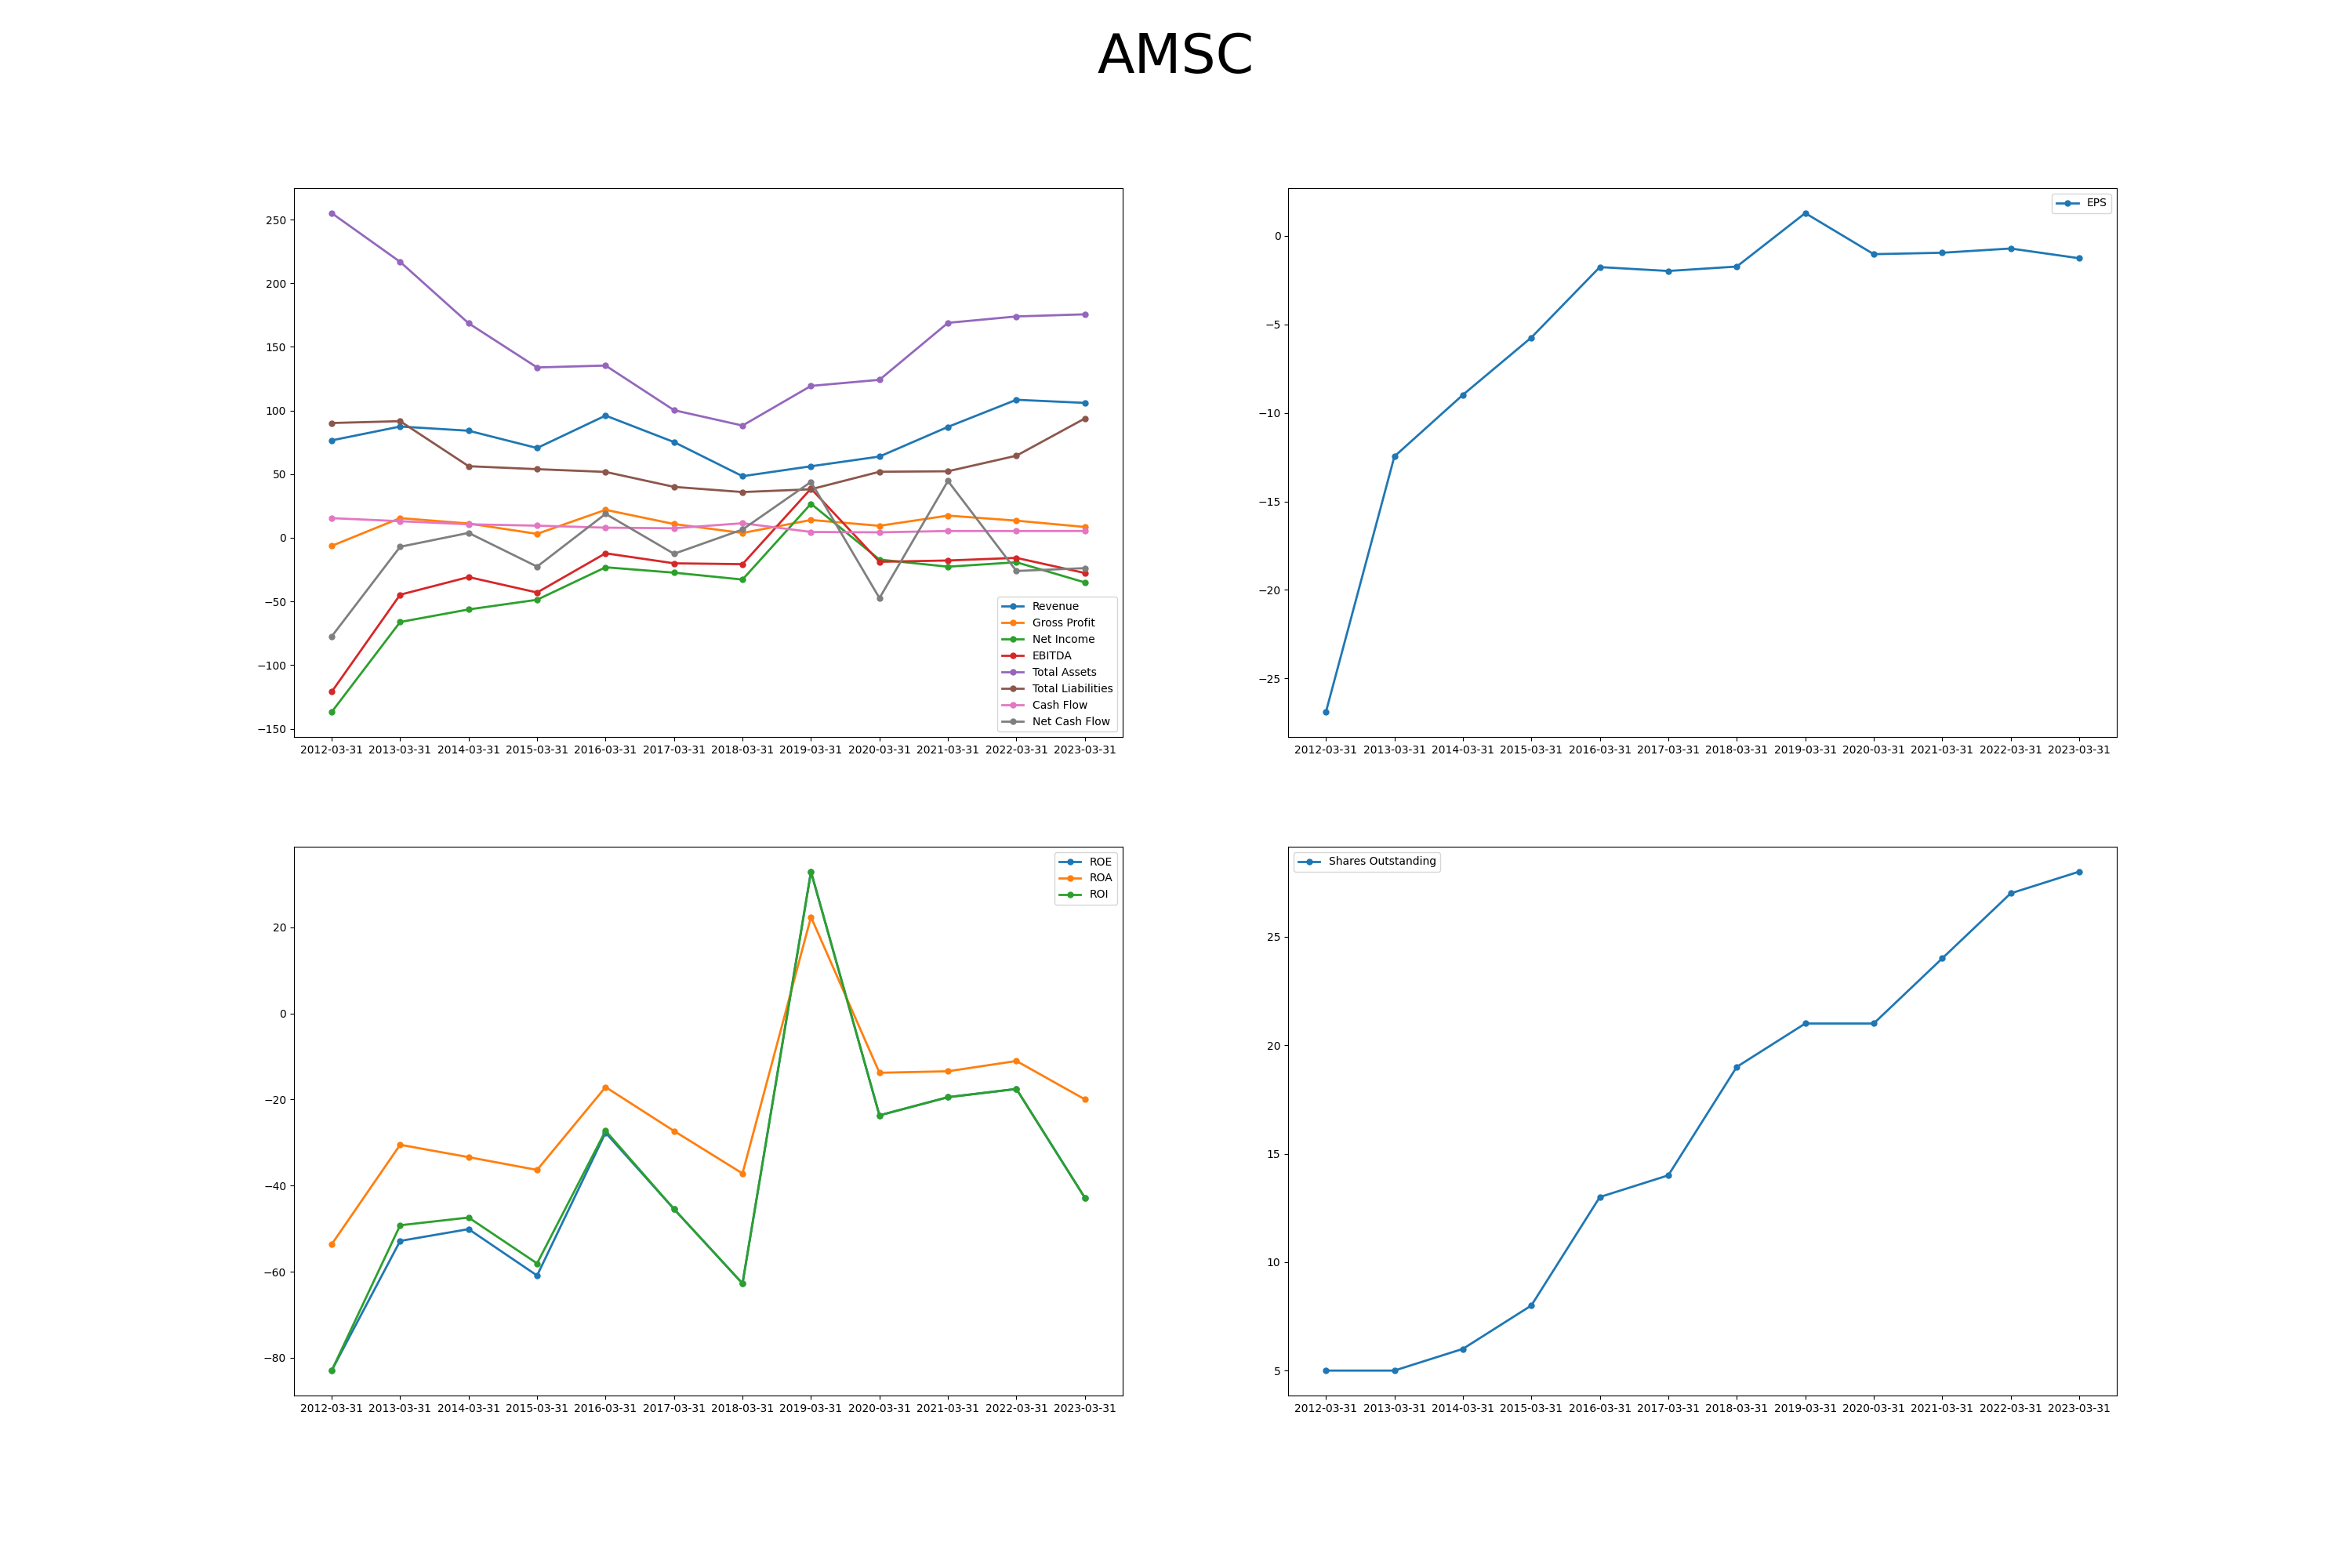 AMSC
250
200
150
100
50
0
−50
−100
−150
Revenue
Gross Profit
Net Income
EBITDA
Total Assets
Total Liabilities
Cash Flow
Net Cash Flow
2012-03-31 2013-03-31 2014-03-31 2015-03-31 2016-03-31 2017-03-31 2018-03-31 2019-03-31 2020-03-31 2021-03-31 2022-03-31 2023-03-31
EPS
0
−5
−10
−15
−20
−25
2012-03-31 2013-03-31 2014-03-31 2015-03-31 2016-03-31 2017-03-31 2018-03-31 2019-03-31 2020-03-31 2021-03-31 2022-03-31 2023-03-31
ROE
ROA
ROI
20
0
−20
−40
−60
−80
2012-03-31 2013-03-31 2014-03-31 2015-03-31 2016-03-31 2017-03-31 2018-03-31 2019-03-31 2020-03-31 2021-03-31 2022-03-31 2023-03-31
Shares Outstanding
25
20
15
10
5
2012-03-31 2013-03-31 2014-03-31 2015-03-31 2016-03-31 2017-03-31 2018-03-31 2019-03-31 2020-03-31 2021-03-31 2022-03-31 2023-03-31